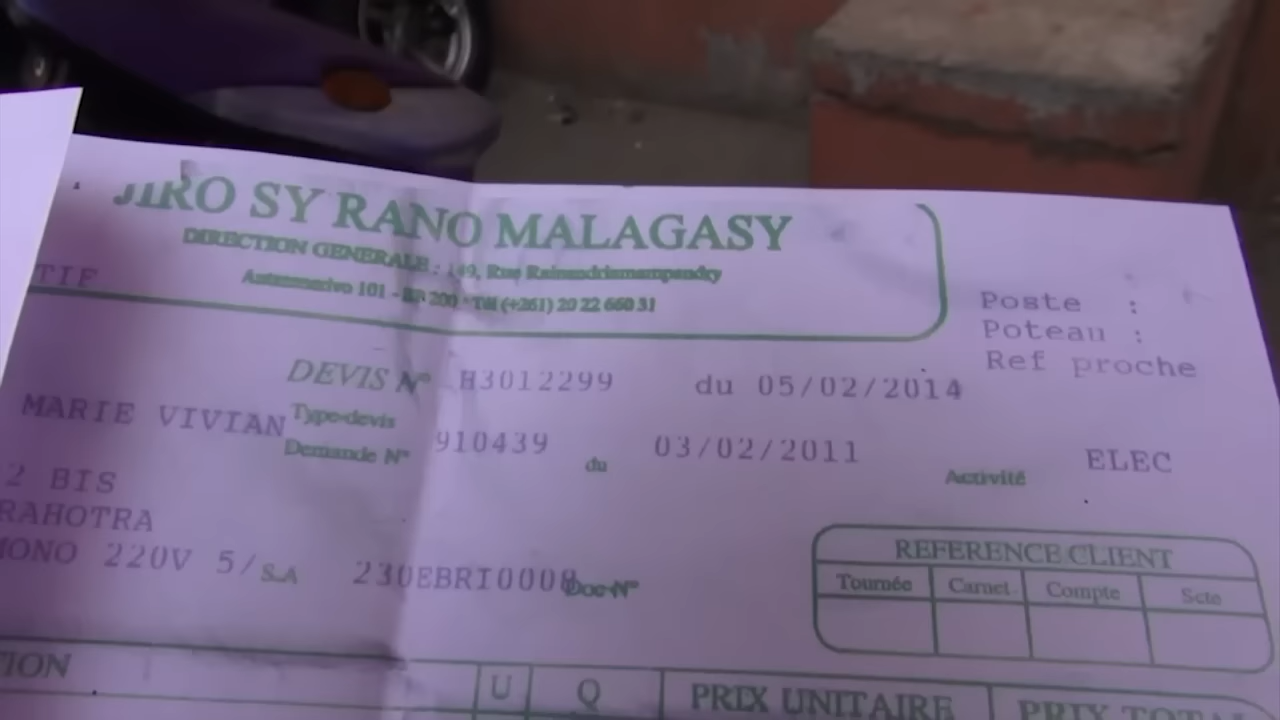 JIRO SY RANO MALAGASY
DIRECTION GENERALE : 149, Rue Rainandriamampandry
101 - BP 200 - Tél (+261) 20 22 660 31
TIF
Poste :
Poteau :
Ref proche
DEVIS N° H3012299 du 05/02/2014
MARIE VIVIAN Type-devis
Demande N° 910439 du 03/02/2011 Activité ELEC
2 BIS
RAHOTRA
MONO 220V 5/ S.A 230EBRI0008 Doc N°
REFERENCE CLIENT
Tournée Carnet Compte Scte
TION U Q PRIX UNITAIRE PRIX TOTAL